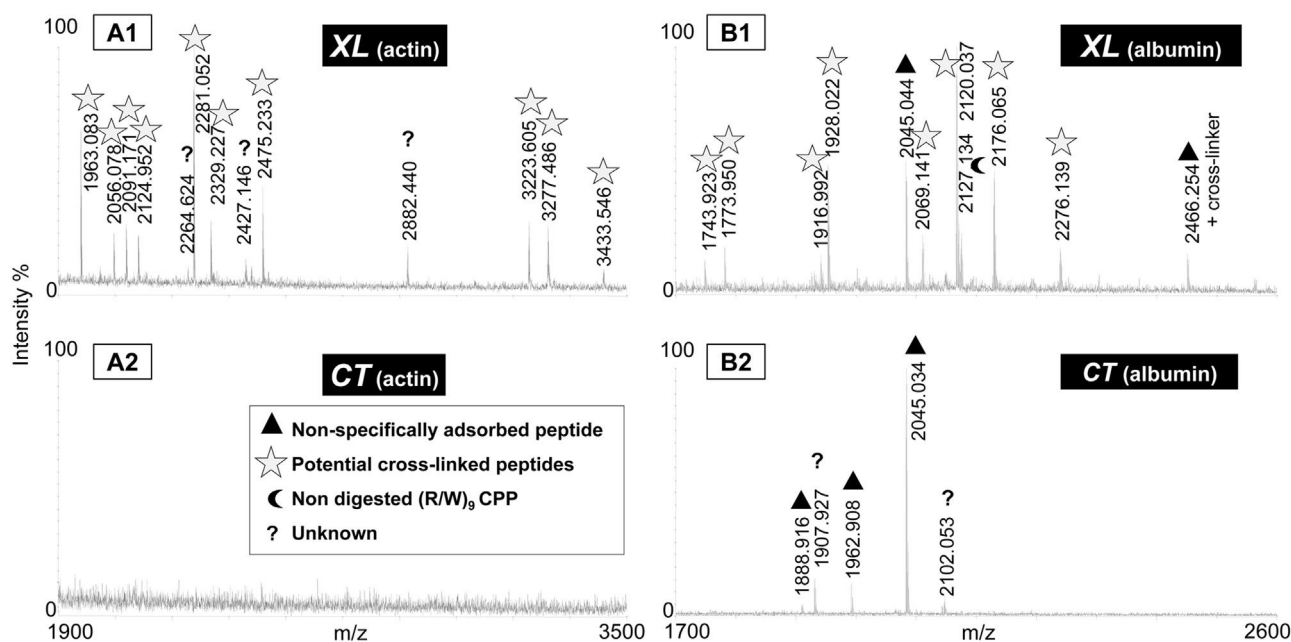 100
A1
XL (actin)
1963.083
2056.078
2091.171
2124.952
?
2264.624
2281.052
2329.227
?
2427.146
2475.233
?
2882.440
3223.605
3277.486
3433.546
0
100
B1
XL (albumin)
1743.923
1773.950
1916.992
1928.022
2045.044
2069.141
2127.134
2120.037
2176.065
2276.139
2466.254
+ cross-linker
0
Intensity %
100
A2
CT (actin)
Non-specifically adsorbed peptide
Potential cross-linked peptides
Non digested (R/W)9 CPP
? Unknown
0
1900
m/z
3500
100
B2
CT (albumin)
1888.916
?
1907.927
1962.908
2045.034
?
2102.053
0
1700
m/z
2600